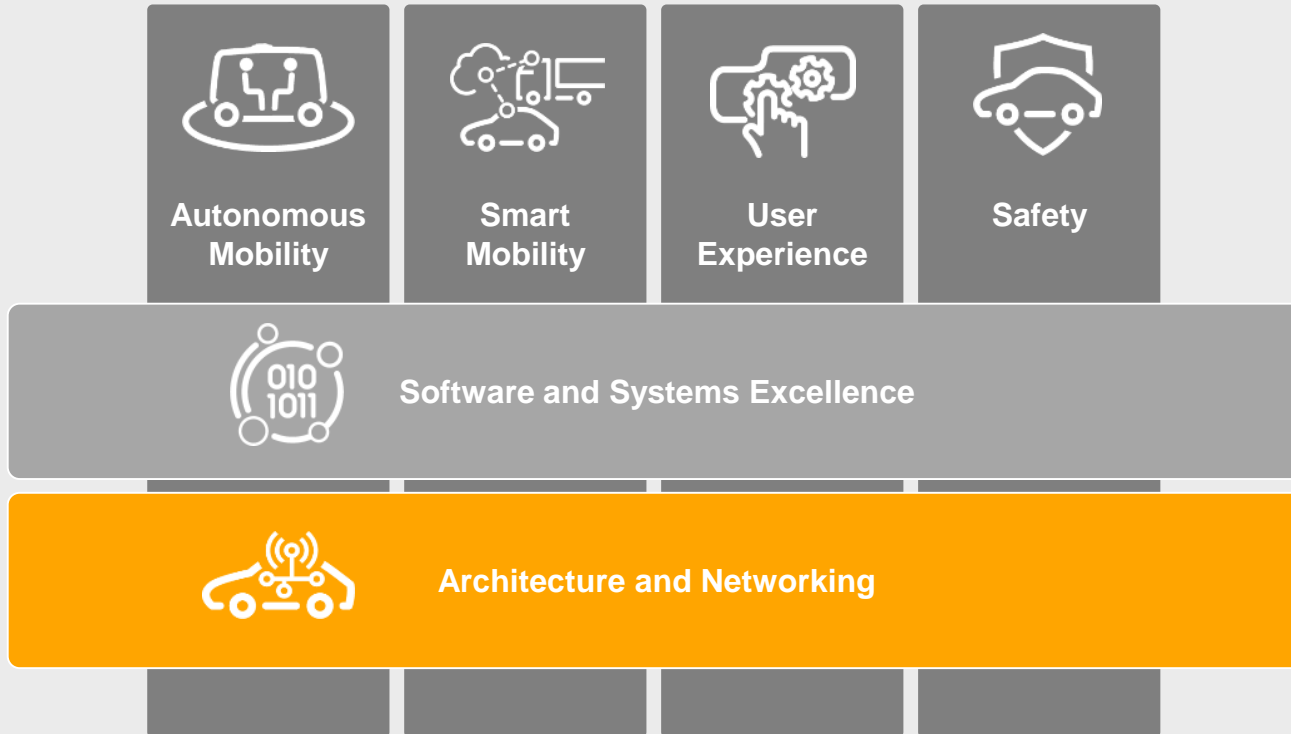 Autonomous
Mobility
Smart
Mobility
User
Experience
Safety
010
1011
Software and Systems Excellence
Architecture and Networking